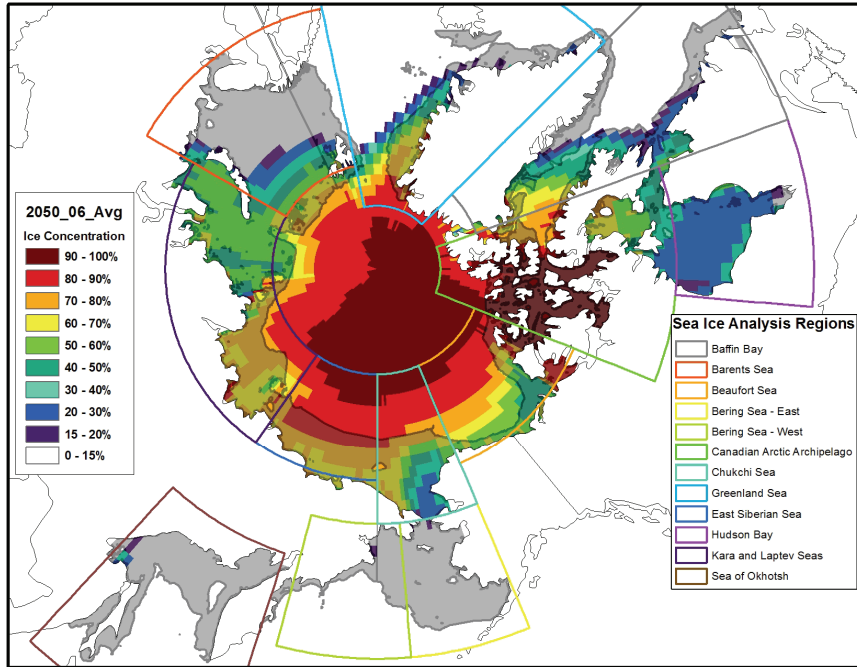 2050_06_Avg
Ice Concentration
90 - 100%
80 - 90%
70 - 80%
60 - 70%
50 - 60%
40 - 50%
30 - 40%
20 - 30%
15 - 20%
0 - 15%
Sea Ice Analysis Regions
Baffin Bay
Barents Sea
Beaufort Sea
Bering Sea - East
Bering Sea - West
Canadian Arctic Archipelago
Chukchi Sea
Greenland Sea
East Siberian Sea
Hudson Bay
Kara and Laptev Seas
Sea of Okhotsh